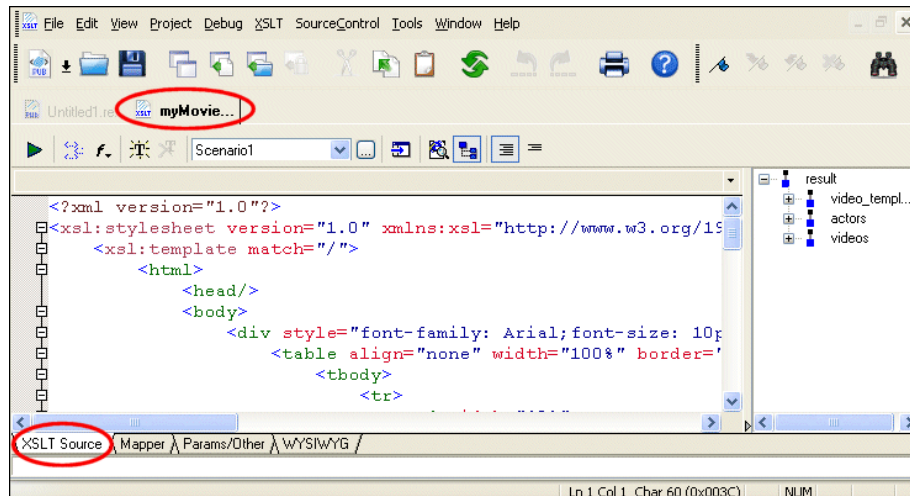 File Edit View Project Debug XSLT SourceControl Tools Window Help
Untitled1.re myMovie...
Scenario1
<?xml version="1.0"?>
<xsl:stylesheet version="1.0" xmlns:xsl="http://www.w3.org/19
<xsl:template match="/">
<html>
<head/>
<body>
<div style="font-family: Arial;font-size: 10p
<table align="none" width="100%" border="
<tbody>
<tr>
result
video_templ...
actors
videos
XSLT Source Mapper Params/Other WYSIWYG
Ln 1 Col 1 Char 60 (0x003C) NUM